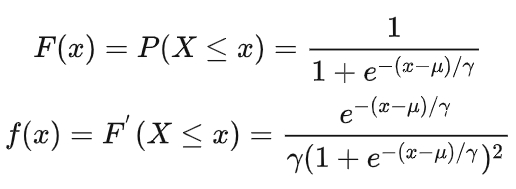 F(x) = P(X ≤ x) = 1 / (1 + e^{-(x-μ)/γ})
f(x) = F′(X ≤ x) = e^{-(x-μ)/γ} / (γ(1 + e^{-(x-μ)/γ})²)